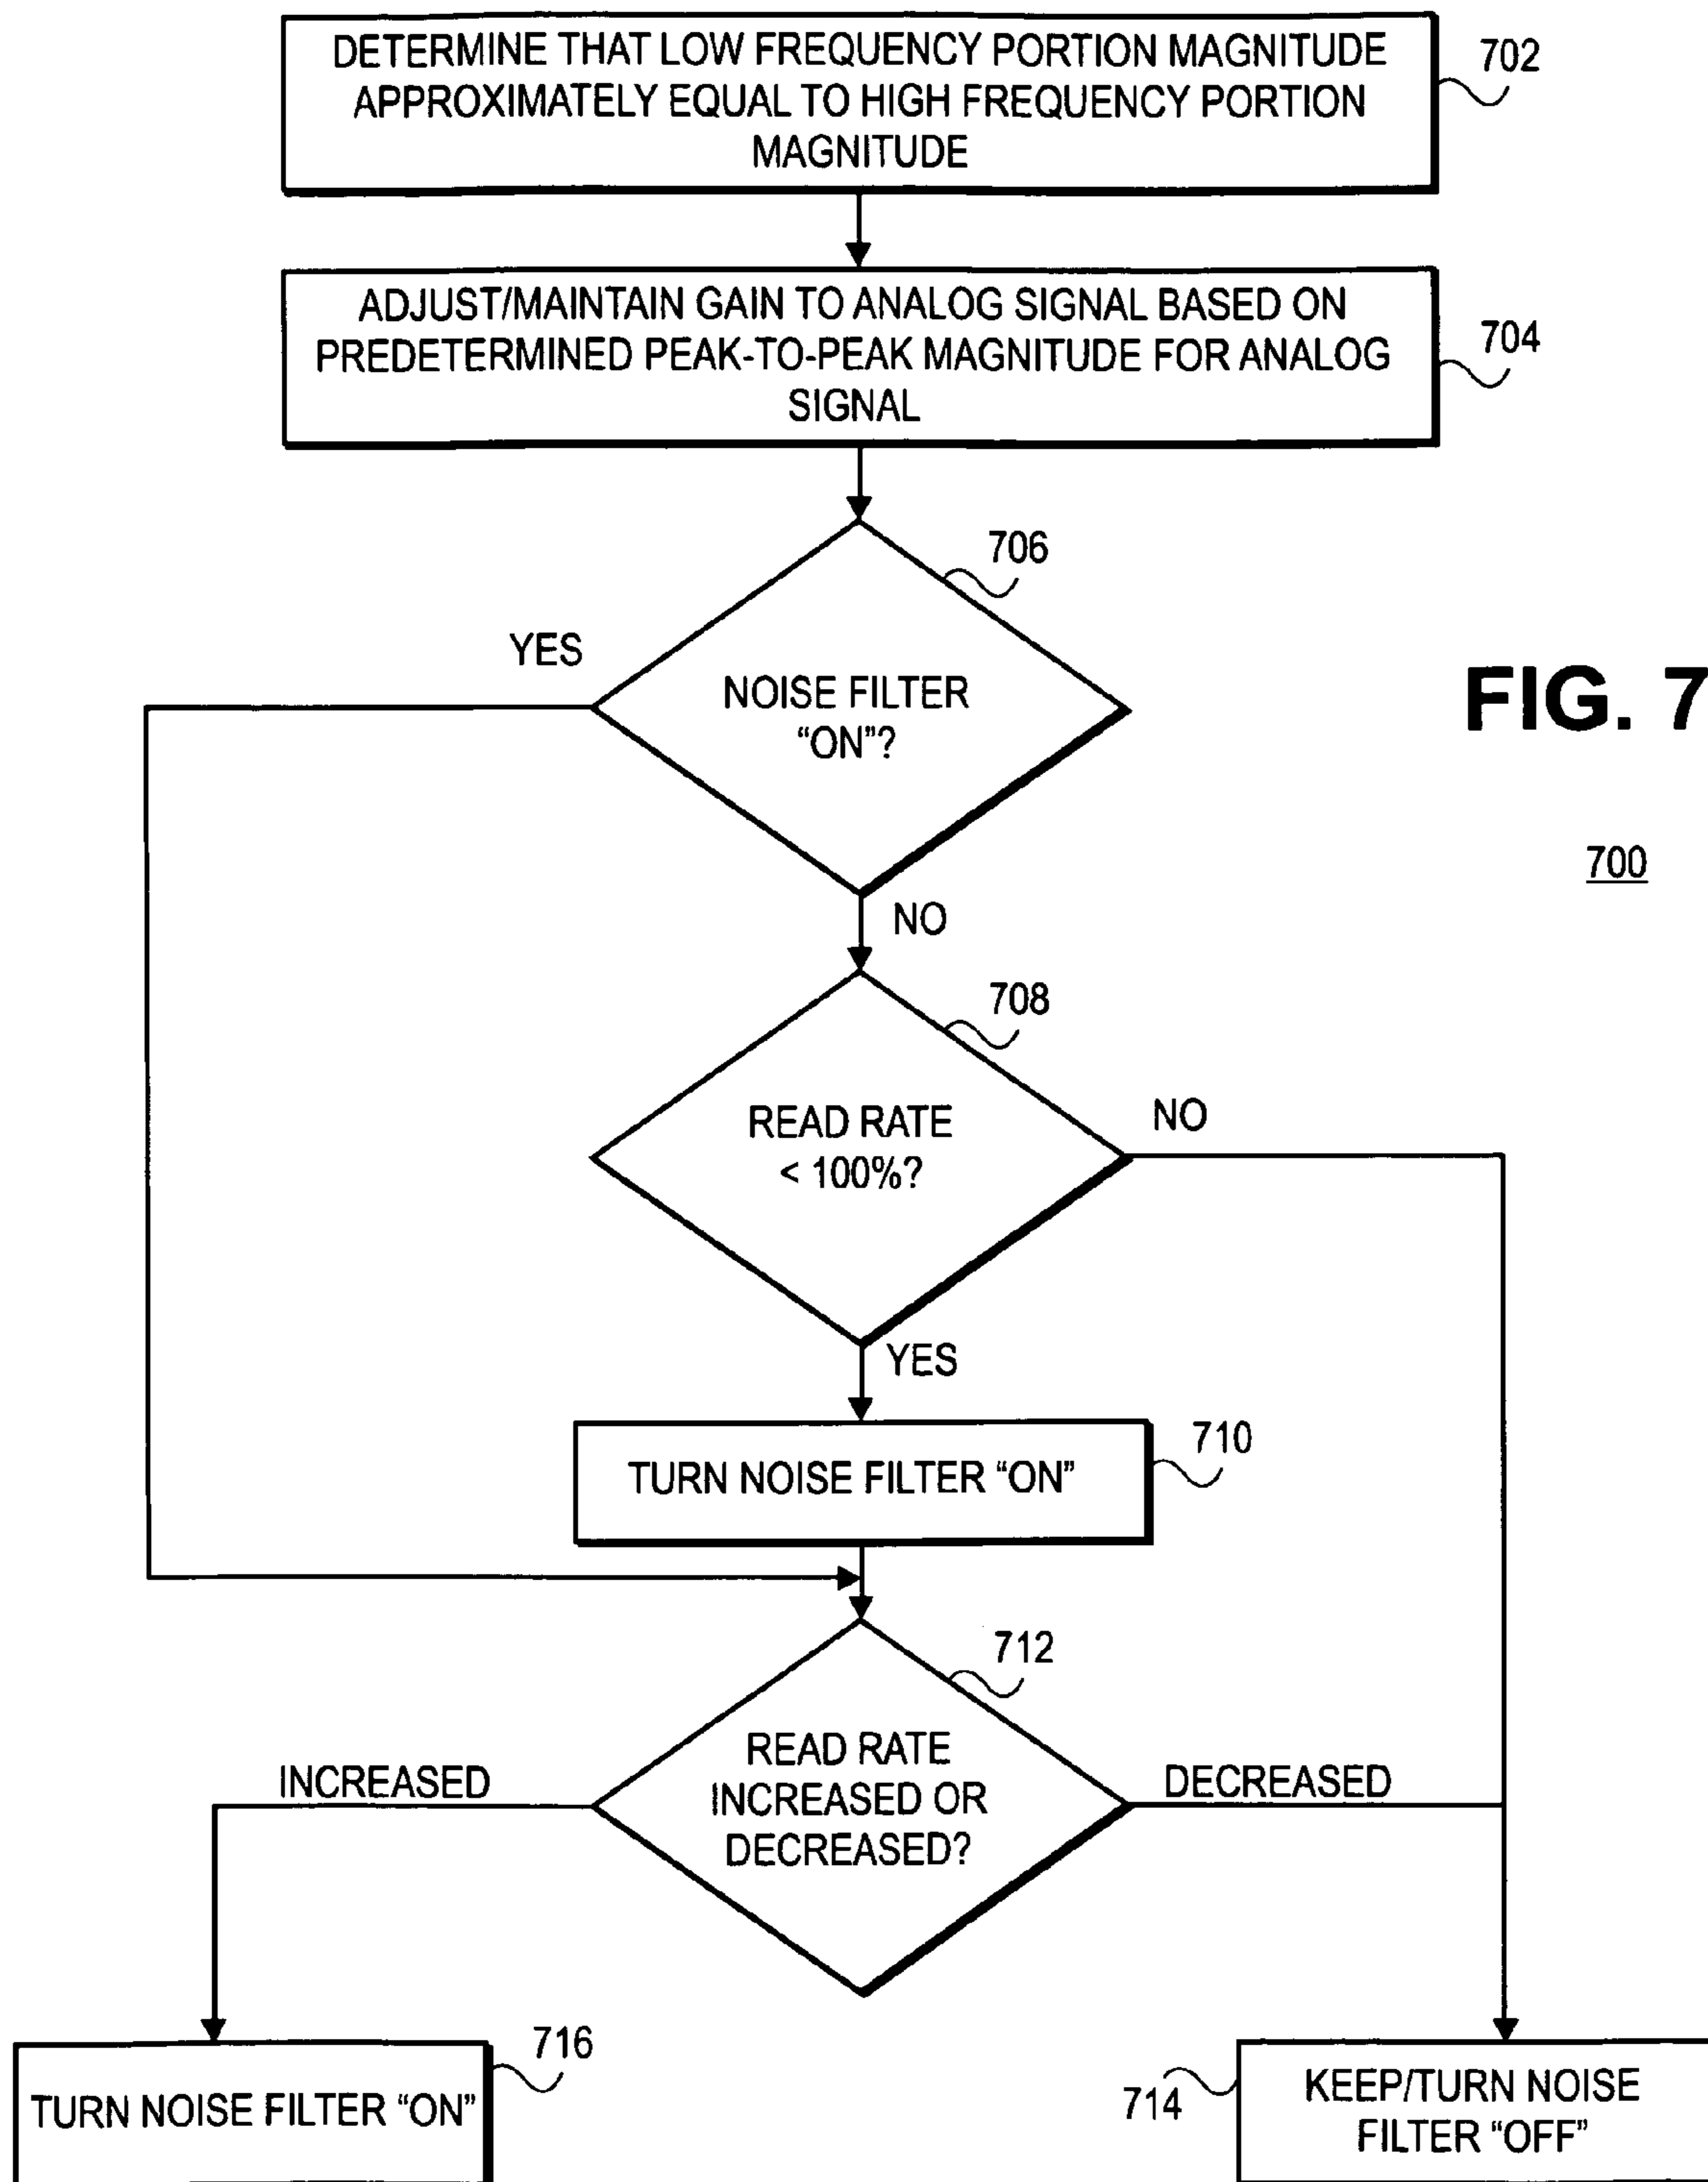 DETERMINE THAT LOW FREQUENCY PORTION MAGNITUDE
APPROXIMATELY EQUAL TO HIGH FREQUENCY PORTION
MAGNITUDE
702
ADJUST/MAINTAIN GAIN TO ANALOG SIGNAL BASED ON
PREDETERMINED PEAK-TO-PEAK MAGNITUDE FOR ANALOG
SIGNAL
704
706
YES
NOISE FILTER
“ON”?
FIG. 7
700
NO
708
READ RATE
< 100%?
NO
YES
710
TURN NOISE FILTER “ON”
712
READ RATE
INCREASED OR
DECREASED?
INCREASED
DECREASED
716
TURN NOISE FILTER “ON”
714
KEEP/TURN NOISE
FILTER “OFF”